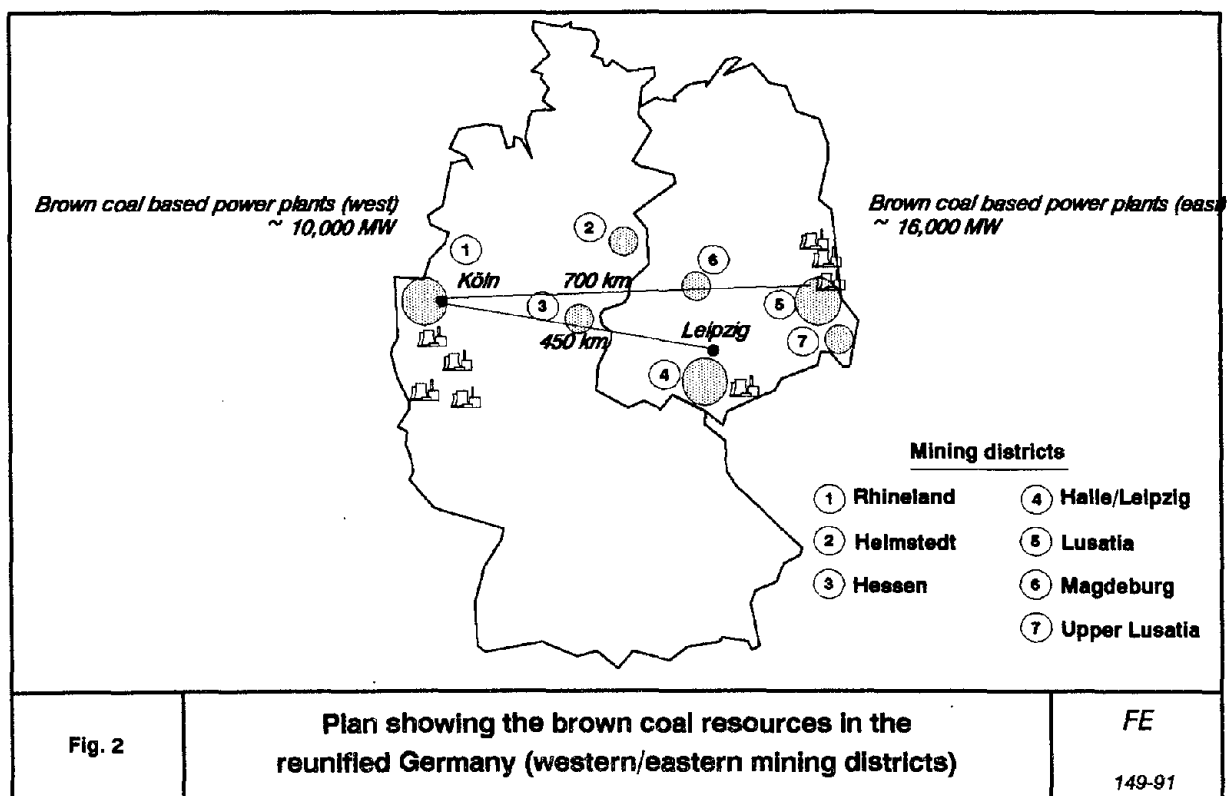 Brown coal based power plants (west)
~ 10,000 MW
Brown coal based power plants (east)
~ 16,000 MW
1
2
6
Köln
700 km
3
5
450 km
Leipzig
7
4
Mining districts
1 Rhineland
2 Helmstedt
3 Hessen
4 Halle/Leipzig
5 Lusatia
6 Magdeburg
7 Upper Lusatia
Fig. 2
Plan showing the brown coal resources in the
reunified Germany (western/eastern mining districts)
FE
149-91